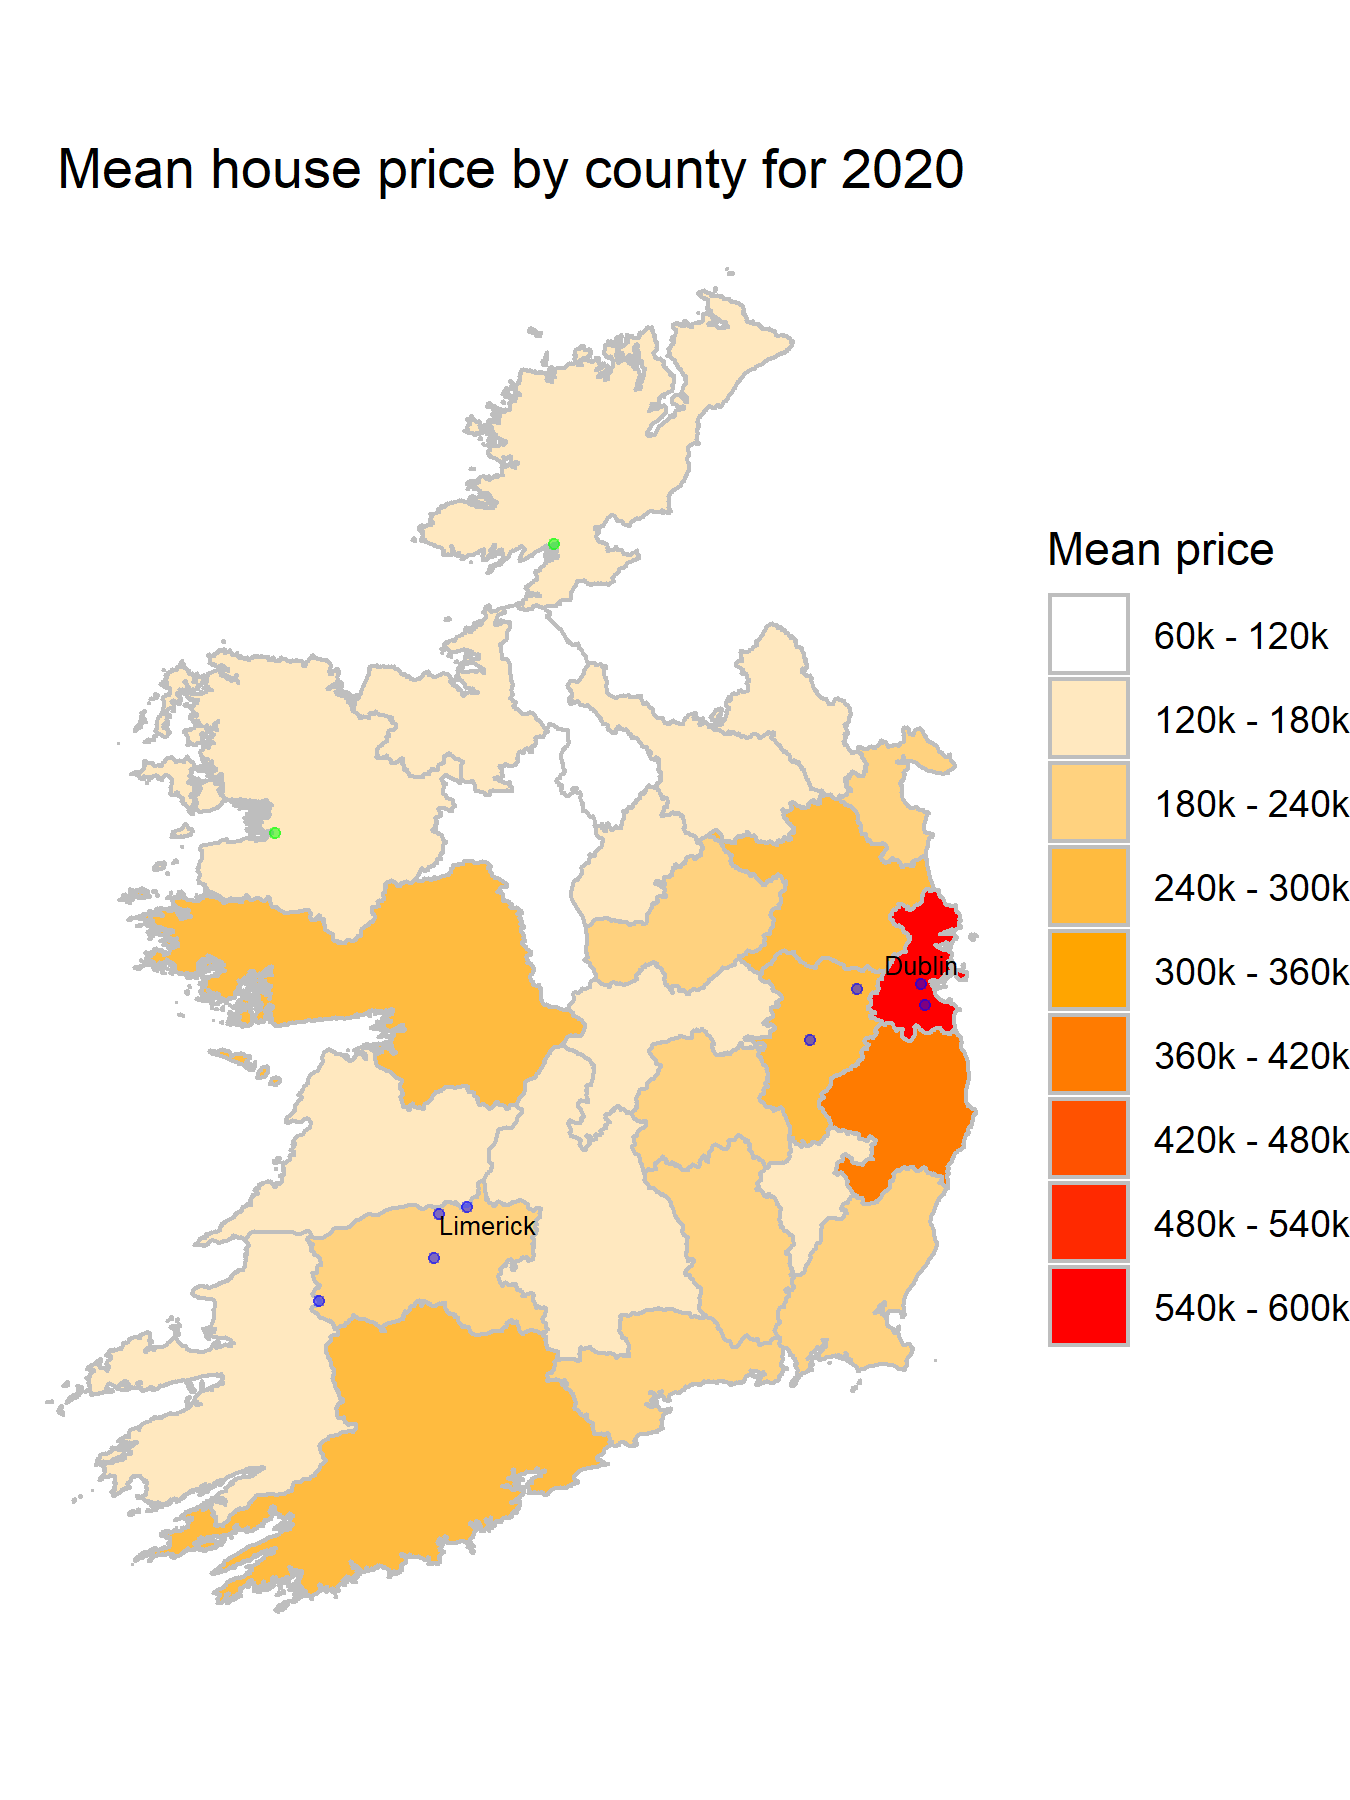 Mean house price by county for 2020
Mean price
60k - 120k
120k - 180k
180k - 240k
240k - 300k
300k - 360k
360k - 420k
420k - 480k
480k - 540k
540k - 600k
Dublin
Limerick